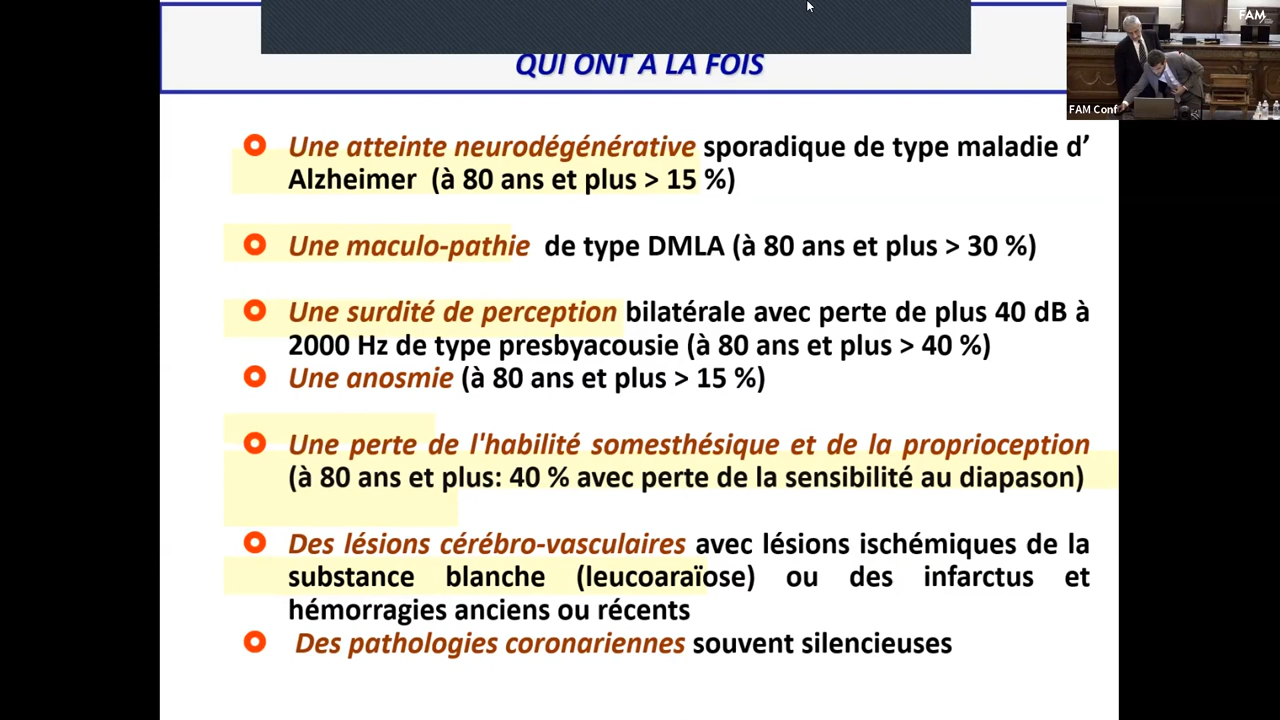 QUI ONT A LA FOIS
FAM
FAM Conf
Une atteinte neurodégénérative sporadique de type maladie d’
Alzheimer (à 80 ans et plus > 15 %)
Une maculo-pathie de type DMLA (à 80 ans et plus > 30 %)
Une surdité de perception bilatérale avec perte de plus 40 dB à
2000 Hz de type presbyacousie (à 80 ans et plus > 40 %)
Une anosmie (à 80 ans et plus > 15 %)
Une perte de l'habilité somesthésique et de la proprioception
(à 80 ans et plus: 40 % avec perte de la sensibilité au diapason)
Des lésions cérébro-vasculaires avec lésions ischémiques de la
substance blanche (leucoaraïose) ou des infarctus et
hémorragies anciens ou récents
Des pathologies coronariennes souvent silencieuses